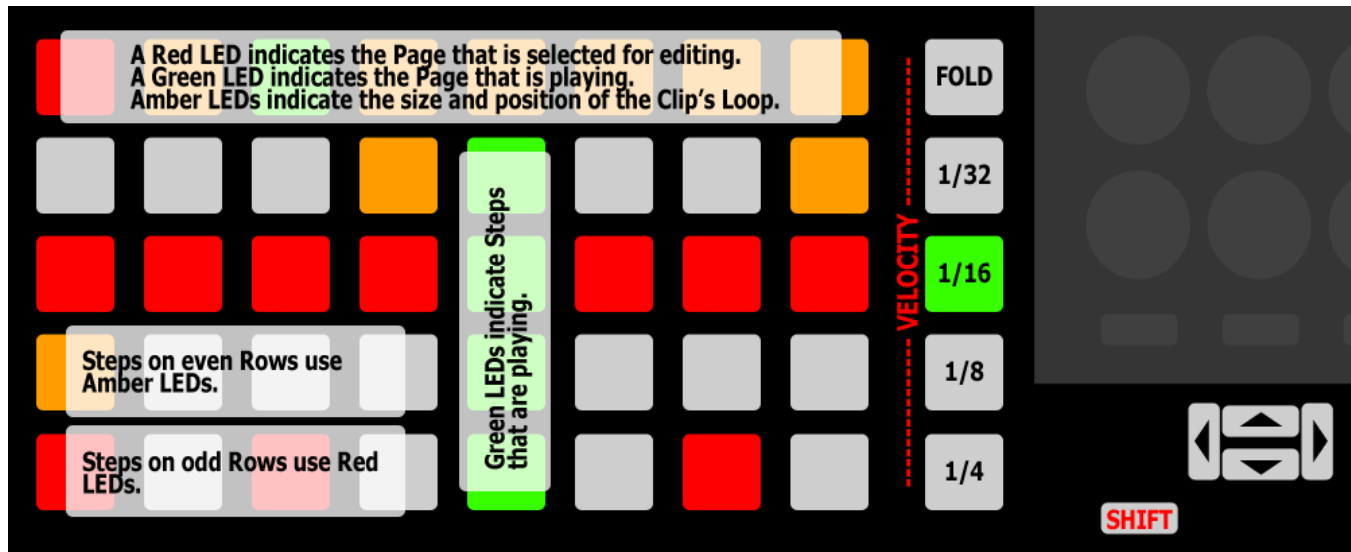 A Red LED indicates the Page that is selected for editing.
A Green LED indicates the Page that is playing.
Amber LEDs indicate the size and position of the Clip's Loop.
FOLD
1/32
1/16
1/8
1/4
VELOCITY
Green LEDs indicate Steps
that are playing.
Steps on even Rows use
Amber LEDs.
Steps on odd Rows use Red
LEDs.
SHIFT